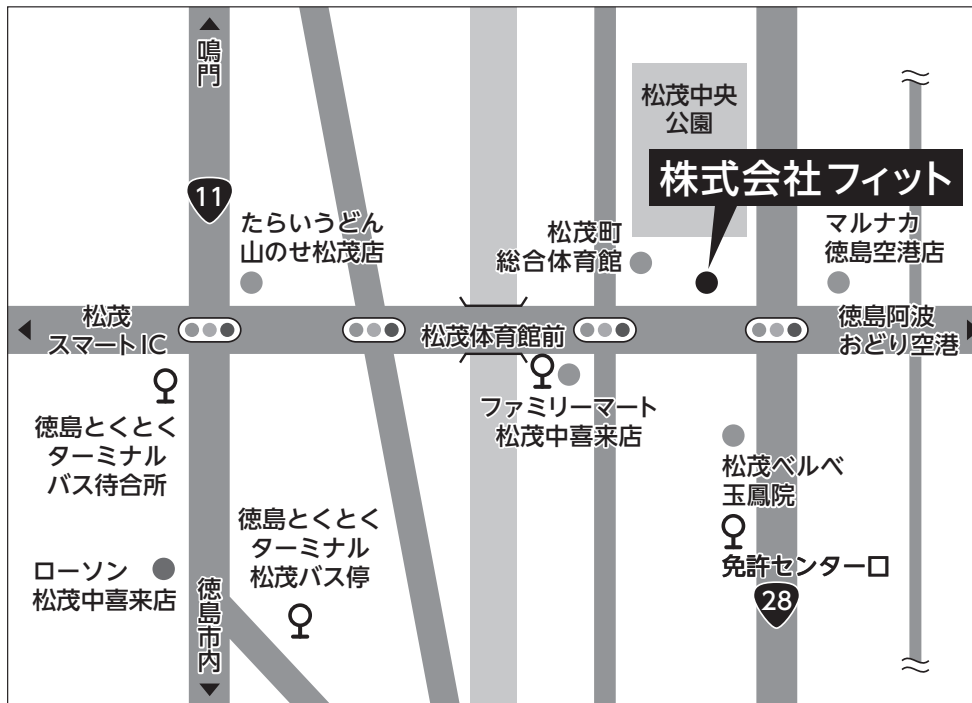 鳴門
11
松茂中央
公園
株式会社フィット
たらいうどん
山のせ松茂店
松茂町
総合体育館
マルナカ
徳島空港店
松茂
スマートIC
松茂体育館前
徳島阿波
おどり空港
徳島とくとく
ターミナル
バス待合所
ファミリーマート
松茂中喜来店
松茂ベルベ
玉鳳院
徳島とくとく
ターミナル
松茂バス停
免許センター口
28
ローソン
松茂中喜来店
徳島市内